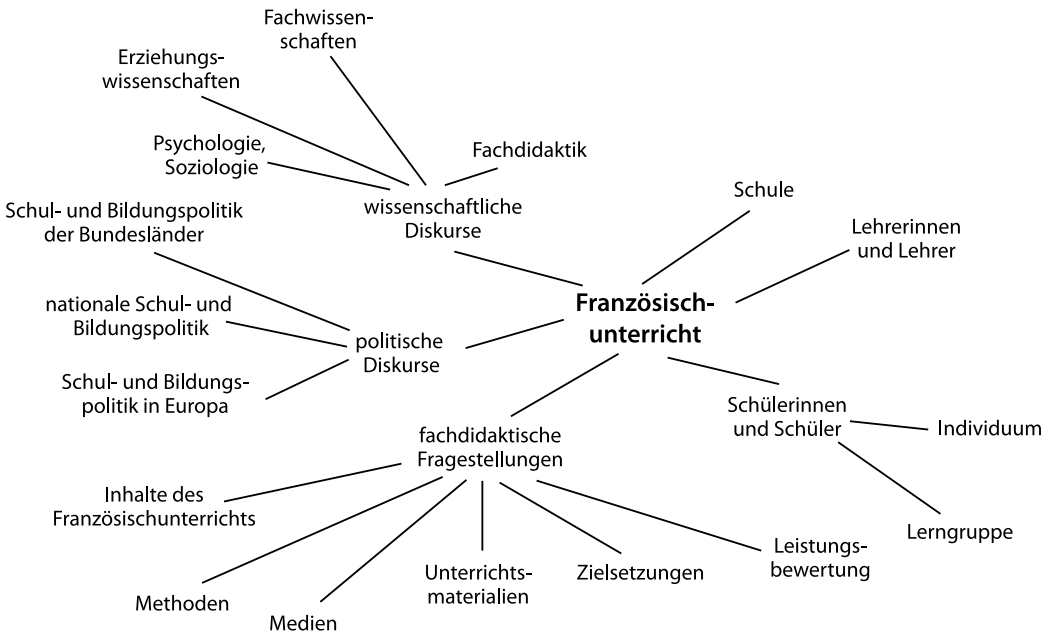 Fachwissen-
schaften
Erziehungs-
wissenschaften
Psychologie,
Soziologie
Fachdidaktik
wissenschaftliche
Diskurse
Schule
Lehrerinnen
und Lehrer
Schul- und Bildungspolitik
der Bundesländer
nationale Schul- und
Bildungspolitik
Schul- und Bildungs-
politik in Europa
politische
Diskurse
Französisch-
unterricht
Schülerinnen
und Schüler
Individuum
Lerngruppe
fachdidaktische
Fragestellungen
Inhalte des
Französischunterrichts
Methoden
Medien
Unterrichts-
materialien
Zielsetzungen
Leistungs-
bewertung